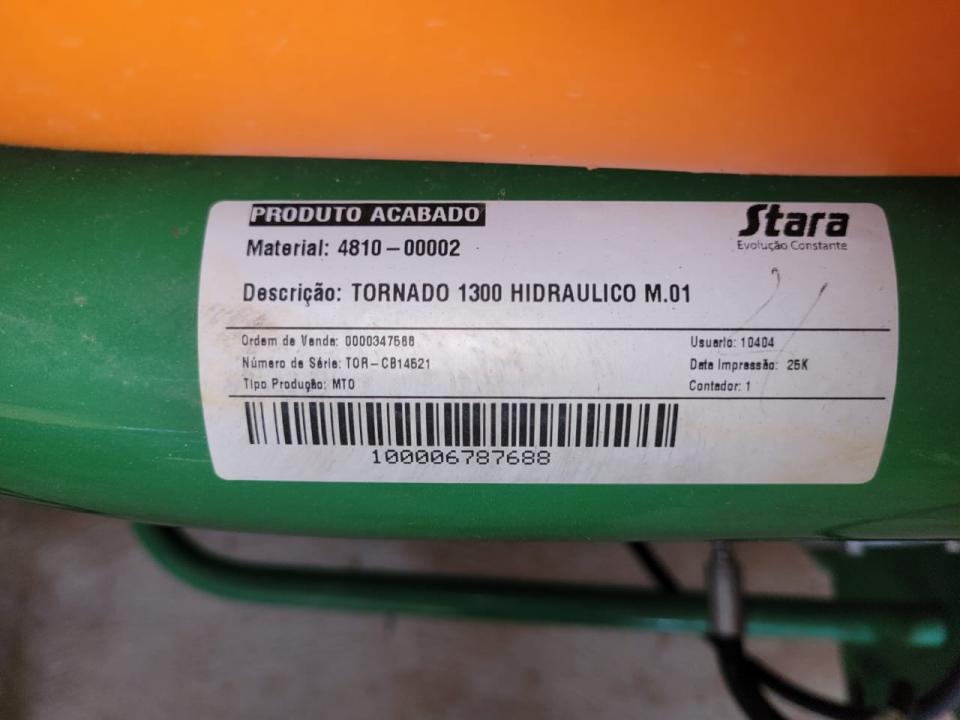 PRODUTO ACABADO
Stara
Evolução Constante
Material: 4810-00002
Descrição: TORNADO 1300 HIDRAULICO M.01
Ordem de Venda: 0000347568
Usuario: 10404
Número de Série: TOR-CB14521
Data Impressão: 25K
Tipo Produção: MTO
Contador: 1
100006787688